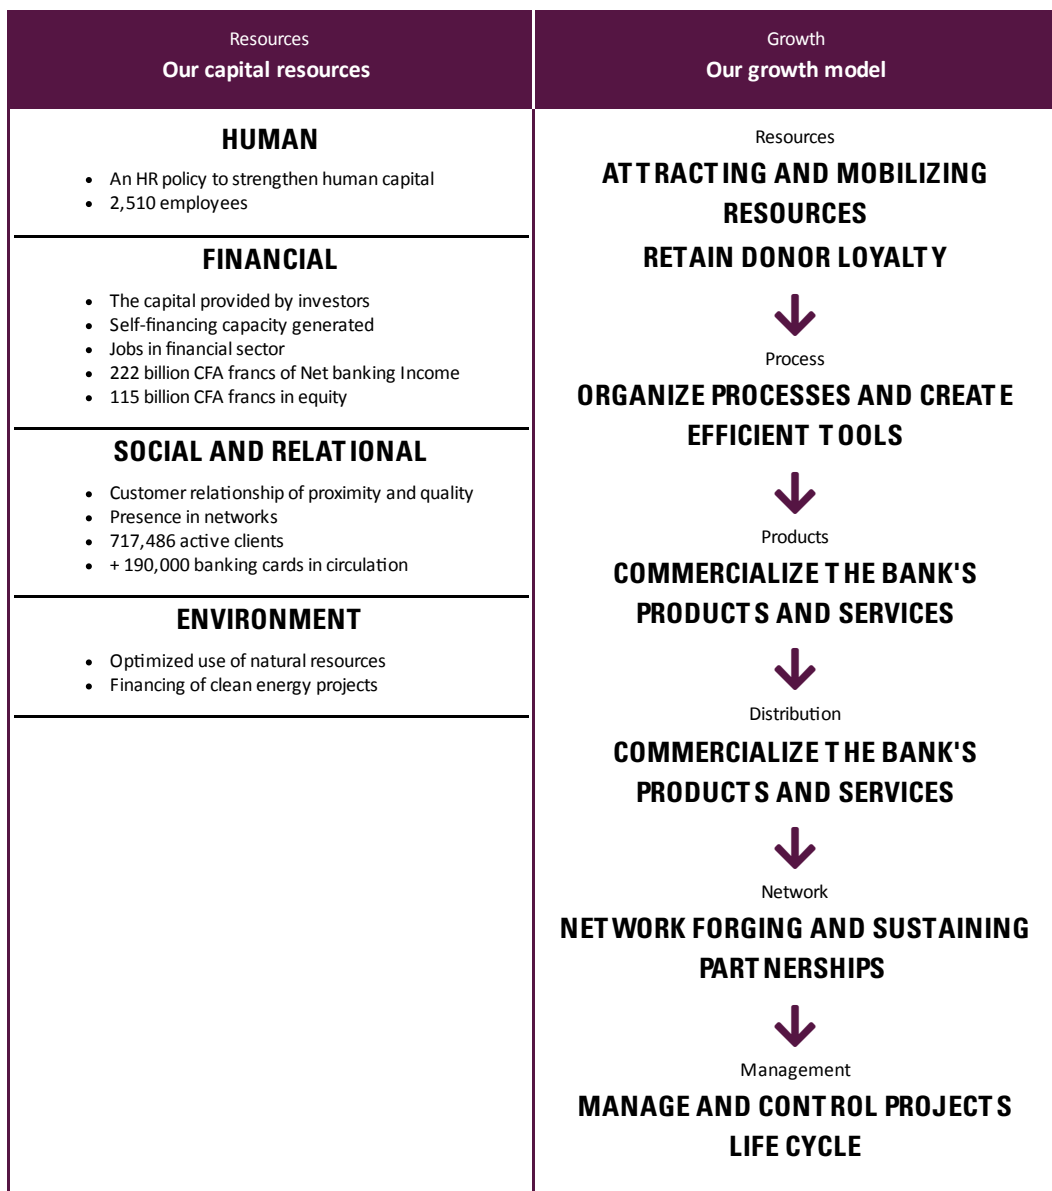 Resources
Our capital resources
HUMAN
• An HR policy to strengthen human capital
• 2,510 employees
FINANCIAL
• The capital provided by investors
• Self-financing capacity generated
• Jobs in financial sector
• 222 billion CFA francs of Net banking Income
• 115 billion CFA francs in equity
SOCIAL AND RELATIONAL
• Customer relationship of proximity and quality
• Presence in networks
• 717,486 active clients
• + 190,000 banking cards in circulation
ENVIRONMENT
• Optimized use of natural resources
• Financing of clean energy projects
Growth
Our growth model
Resources
ATTRACTING AND MOBILIZING
RESOURCES
RETAIN DONOR LOYALTY
Process
ORGANIZE PROCESSES AND CREATE
EFFICIENT TOOLS
Products
COMMERCIALIZE THE BANK'S
PRODUCTS AND SERVICES
Distribution
COMMERCIALIZE THE BANK'S
PRODUCTS AND SERVICES
Network
NETWORK FORGING AND SUSTAINING
PARTNERSHIPS
Management
MANAGE AND CONTROL PROJECTS
LIFE CYCLE